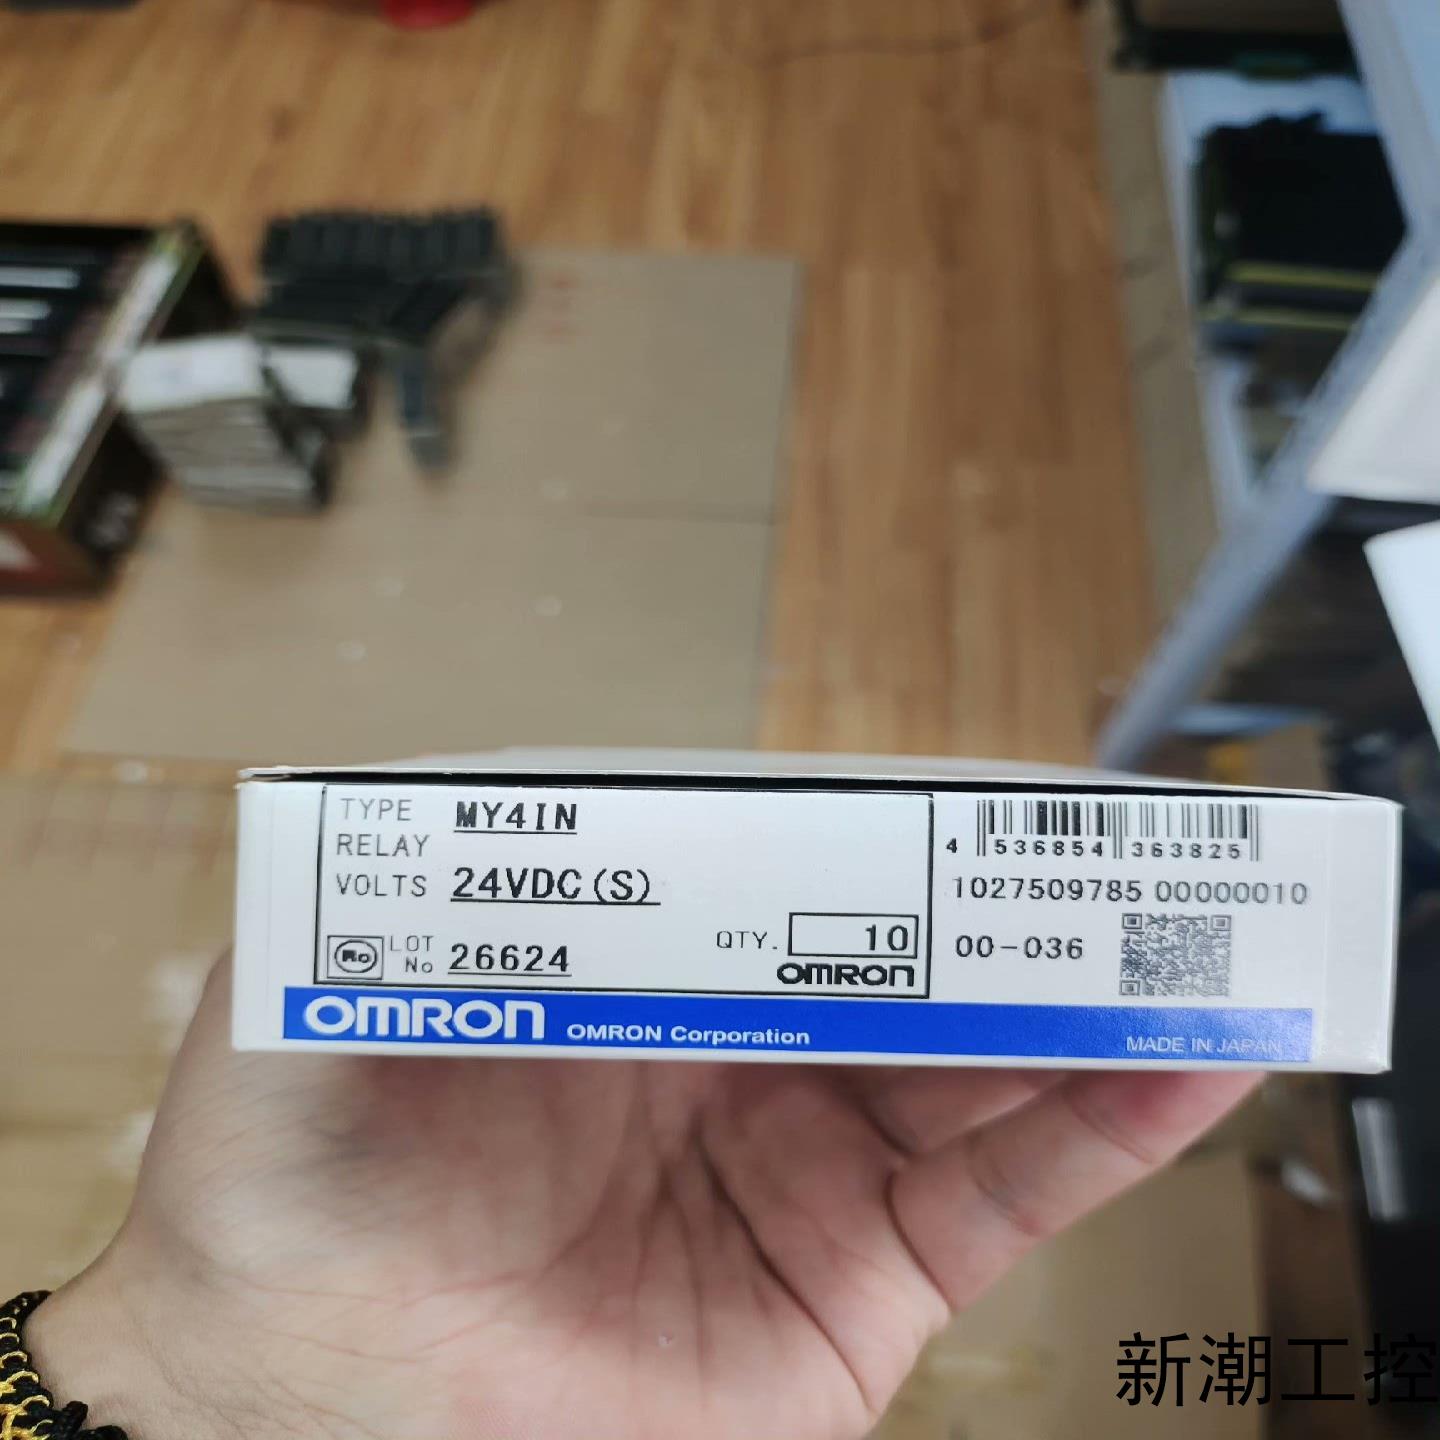 TYPE MY4IN
RELAY
VOLTS 24VDC(S)
Ro LOT No 26624
QTY. 10
OMRON
4 536854 363825
1027509785 00000010
00-036
OMRON OMRON Corporation MADE IN JAPAN
新潮工控